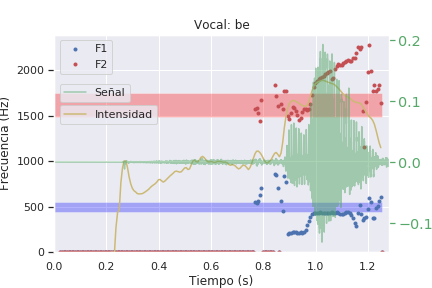 Vocal: be
F1
F2
Señal
Intensidad
Frecuencia (Hz)
2000
1500
1000
500
0
0.2
0.1
0.0
−0.1
0.0 0.2 0.4 0.6 0.8 1.0 1.2
Tiempo (s)